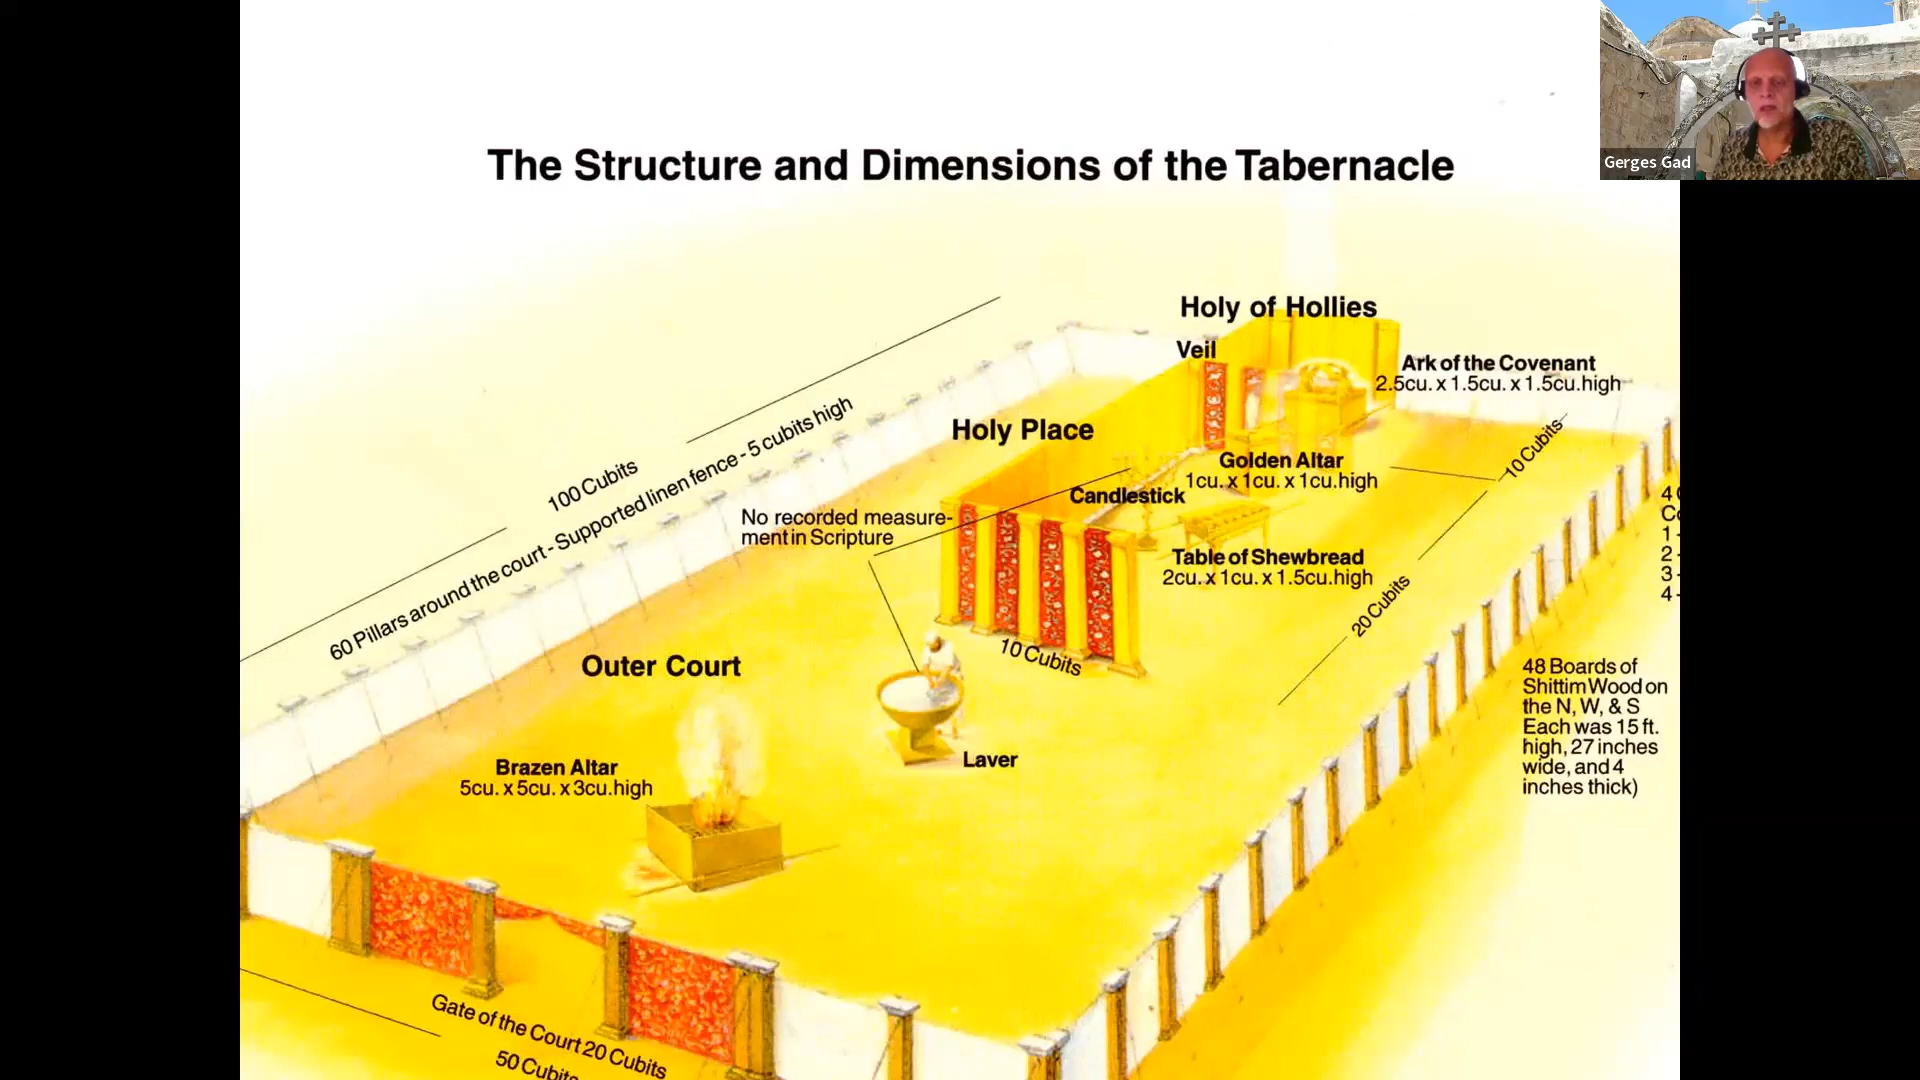 Gerges Gad
The Structure and Dimensions of the Tabernacle
Holy of Hollies
Veil
Ark of the Covenant
2.5cu. x 1.5cu. x 1.5cu.high
10 Cubits
Holy Place
Golden Altar
1cu. x 1cu. x 1cu.high
Candlestick
100 Cubits
60 Pillars around the court - Supported linen fence - 5 cubits high
No recorded measure-
ment in Scripture
Table of Shewbread
2cu. x 1cu. x 1.5cu.high
20 Cubits
10 Cubits
4
1-
2-
3-
4-
Outer Court
48 Boards of
Shittim Wood on
the N, W, & S
Each was 15 ft.
high, 27 inches
wide, and 4
inches thick)
Laver
Brazen Altar
5cu. x 5cu. x 3cu.high
Gate of the Court 20 Cubits
50 Cubits